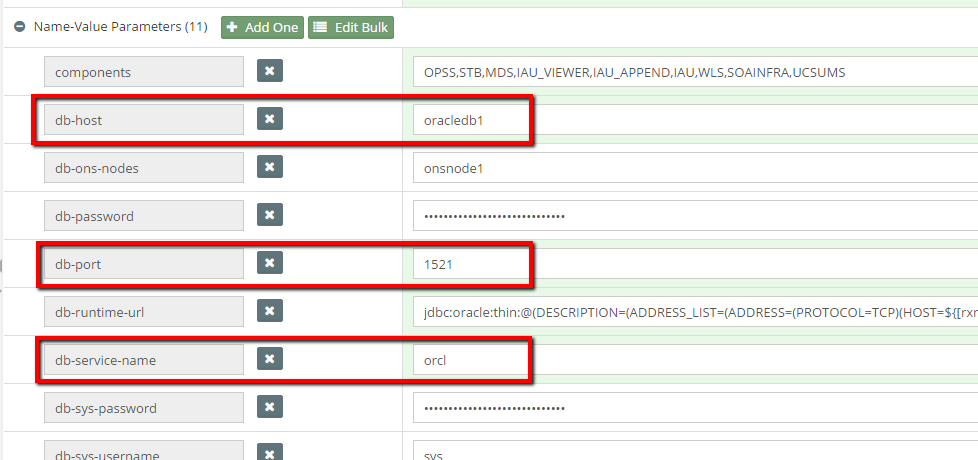 Name-Value Parameters (11) Add One Edit Bulk
components OPSS,STB,MDS,IAU_VIEWER,IAU_APPEND,IAU,WLS,SOAINFRA,UCSUMS
db-host oracledb1
db-ons-nodes onsnode1
db-password ••••••••••••••••••••••••••••••
db-port 1521
db-runtime-url jdbc:oracle:thin:@(DESCRIPTION=(ADDRESS_LIST=(ADDRESS=(PROTOCOL=TCP)(HOST=${[rxr
db-service-name orcl
db-sys-password ••••••••••••••••••••••••••••••
db-sys-username sys